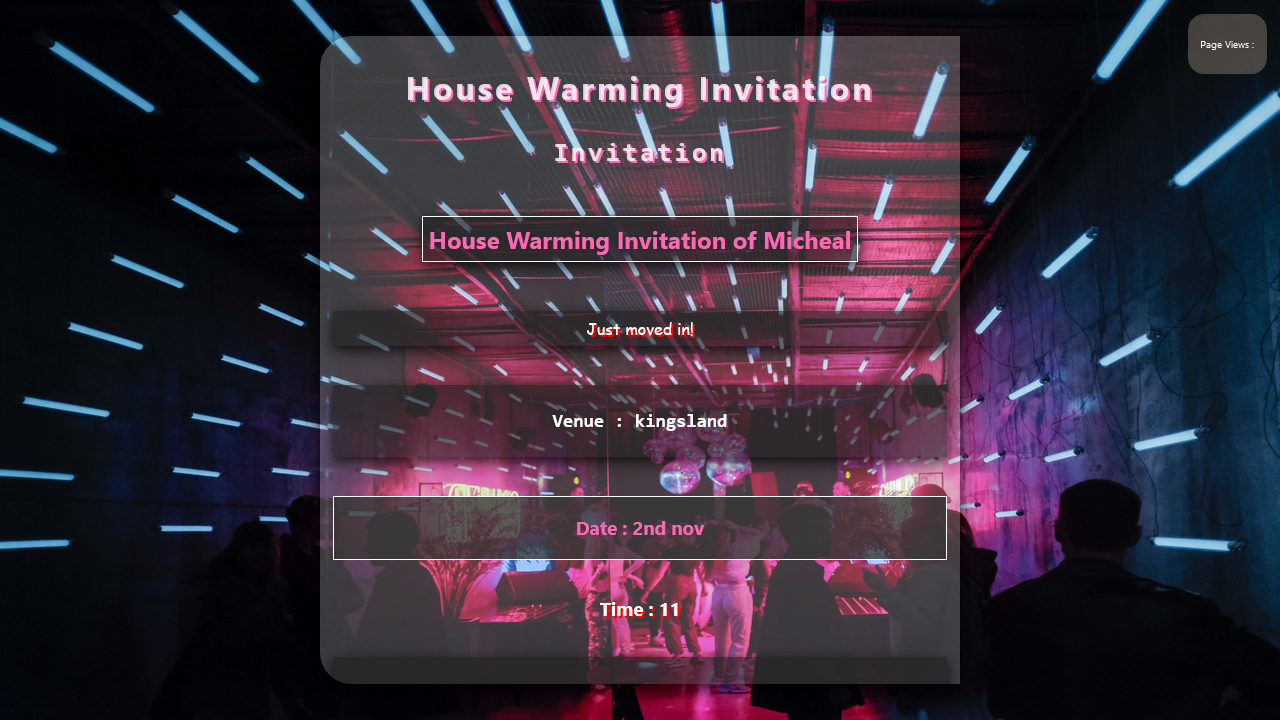 Page Views :
House Warming Invitation
Invitation
House Warming Invitation of Micheal
Just moved in!
Venue : kingsland
Date : 2nd nov
Time : 11